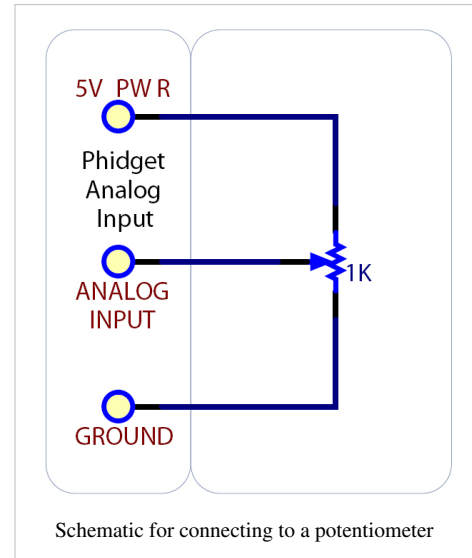 5V PWR
Phidget
Analog
Input
1K
ANALOG
INPUT
GROUND
Schematic for connecting to a potentiometer